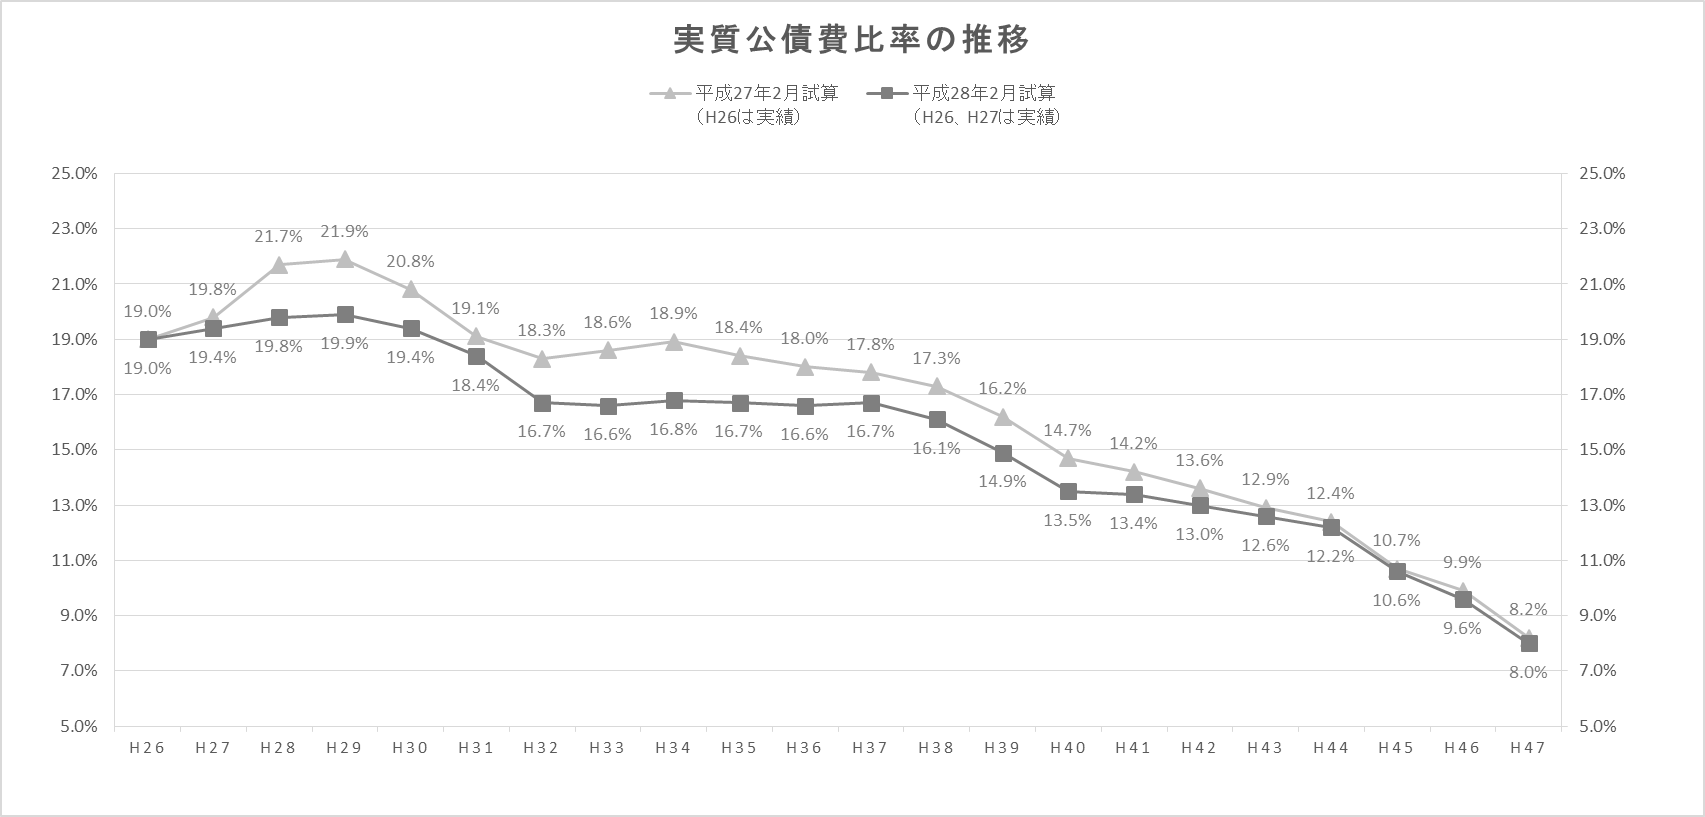 実質公債費比率の推移
平成27年2月試算
（H26は実績）
平成28年2月試算
（H26、H27は実績）
25.0% 25.0%
23.0% 23.0%
21.0% 21.0%
19.0% 19.0%
17.0% 17.0%
15.0% 15.0%
13.0% 13.0%
11.0% 11.0%
9.0% 9.0%
7.0% 7.0%
5.0% 5.0%
19.0% 19.8% 21.7% 21.9% 20.8% 19.1% 18.3% 18.6% 18.9% 18.4% 18.0% 17.8% 17.3% 16.2% 14.7% 14.2% 13.6% 12.9% 12.4% 10.7% 9.9% 8.2%
19.0% 19.4% 19.8% 19.9% 19.4% 18.4% 16.7% 16.6% 16.8% 16.7% 16.6% 16.7% 16.1% 14.9% 13.5% 13.4% 13.0% 12.6% 12.2% 10.6% 9.6% 8.0%
H26 H27 H28 H29 H30 H31 H32 H33 H34 H35 H36 H37 H38 H39 H40 H41 H42 H43 H44 H45 H46 H47